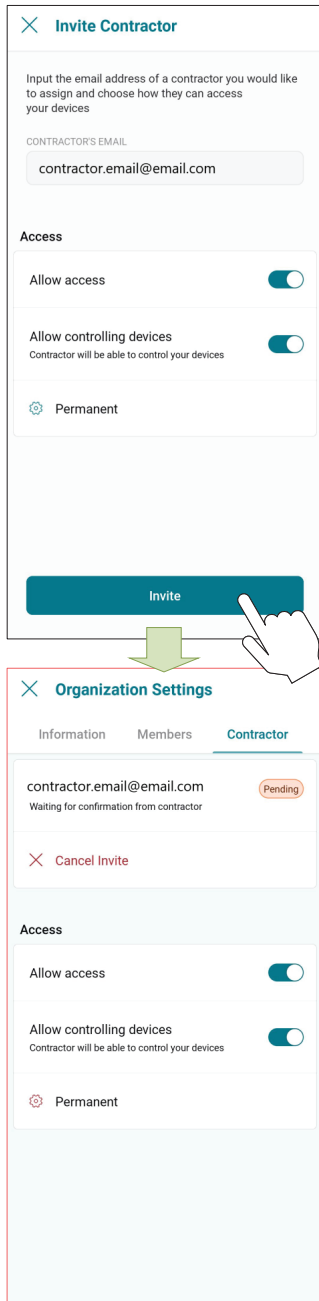 Invite Contractor
Input the email address of a contractor you would like
to assign and choose how they can access
your devices
CONTRACTOR'S EMAIL
contractor.email@email.com
Access
Allow access
Allow controlling devices
Contractor will be able to control your devices
Permanent
Invite
Organization Settings
Information Members Contractor
contractor.email@email.com Pending
Waiting for confirmation from contractor
Cancel Invite
Access
Allow access
Allow controlling devices
Contractor will be able to control your devices
Permanent